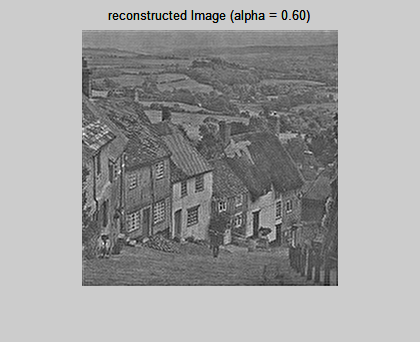 reconstructed Image (alpha = 0.60)